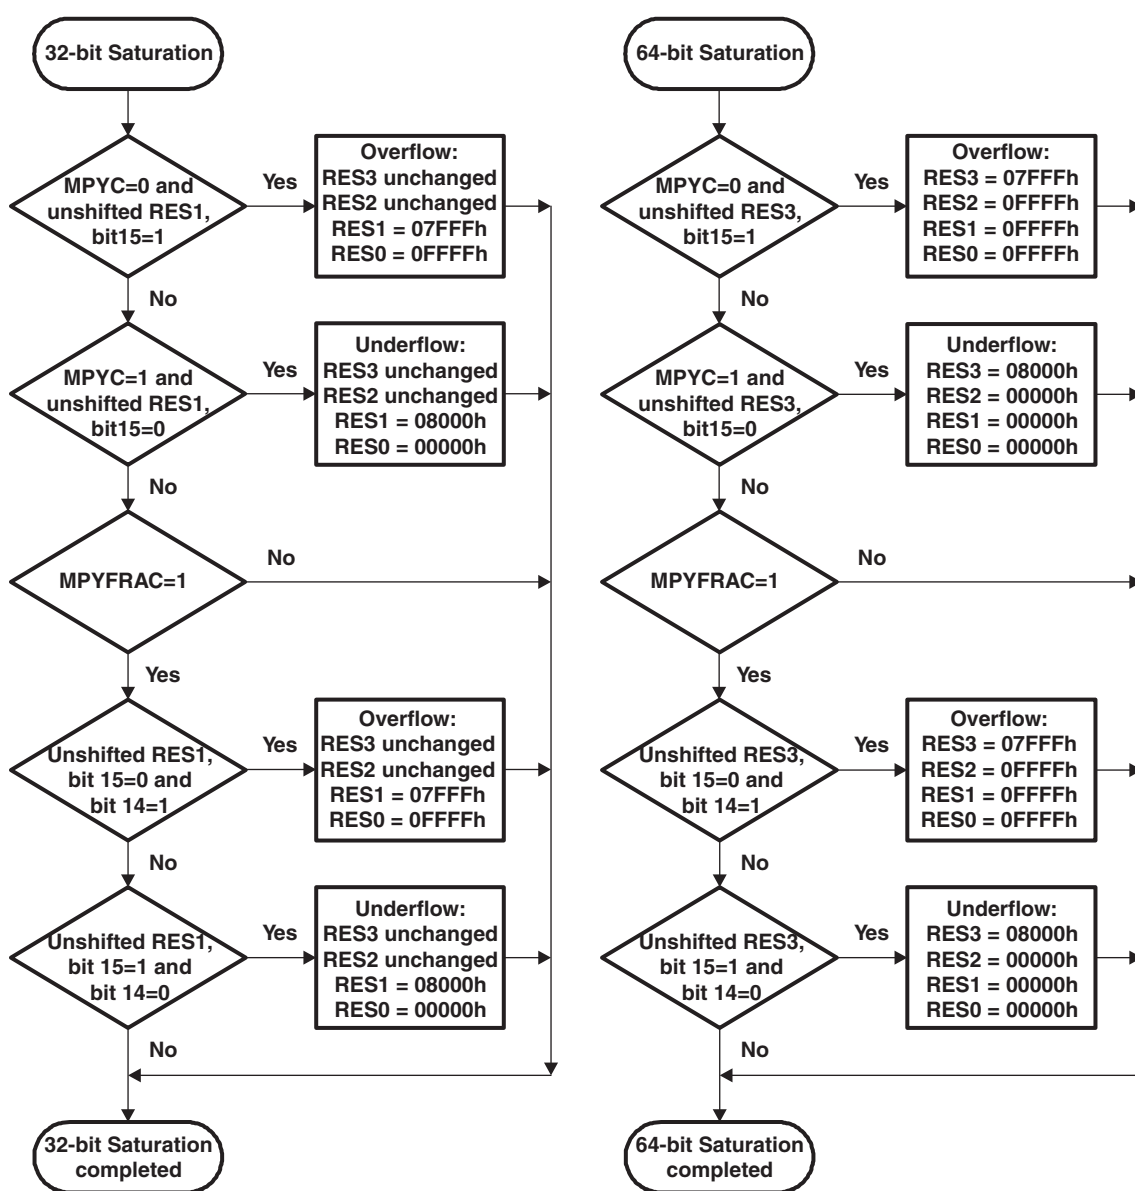 32-bit Saturation
MPYC=0 and
unshifted RES1,
bit15=1
Yes
Overflow:
RES3 unchanged
RES2 unchanged
RES1 = 07FFFh
RES0 = 0FFFFh
No
MPYC=1 and
unshifted RES1,
bit15=0
Yes
Underflow:
RES3 unchanged
RES2 unchanged
RES1 = 08000h
RES0 = 00000h
No
MPYFRAC=1
No
Yes
Unshifted RES1,
bit 15=0 and
bit 14=1
Yes
Overflow:
RES3 unchanged
RES2 unchanged
RES1 = 07FFFh
RES0 = 0FFFFh
No
Unshifted RES1,
bit 15=1 and
bit 14=0
Yes
Underflow:
RES3 unchanged
RES2 unchanged
RES1 = 08000h
RES0 = 00000h
No
32-bit Saturation
completed
64-bit Saturation
MPYC=0 and
unshifted RES3,
bit15=1
Yes
Overflow:
RES3 = 07FFFh
RES2 = 0FFFFh
RES1 = 0FFFFh
RES0 = 0FFFFh
No
MPYC=1 and
unshifted RES3,
bit15=0
Yes
Underflow:
RES3 = 08000h
RES2 = 00000h
RES1 = 00000h
RES0 = 00000h
No
MPYFRAC=1
No
Yes
Unshifted RES3,
bit 15=0 and
bit 14=1
Yes
Overflow:
RES3 = 07FFFh
RES2 = 0FFFFh
RES1 = 0FFFFh
RES0 = 0FFFFh
No
Unshifted RES3,
bit 15=1 and
bit 14=0
Yes
Underflow:
RES3 = 08000h
RES2 = 00000h
RES1 = 00000h
RES0 = 00000h
No
64-bit Saturation
completed